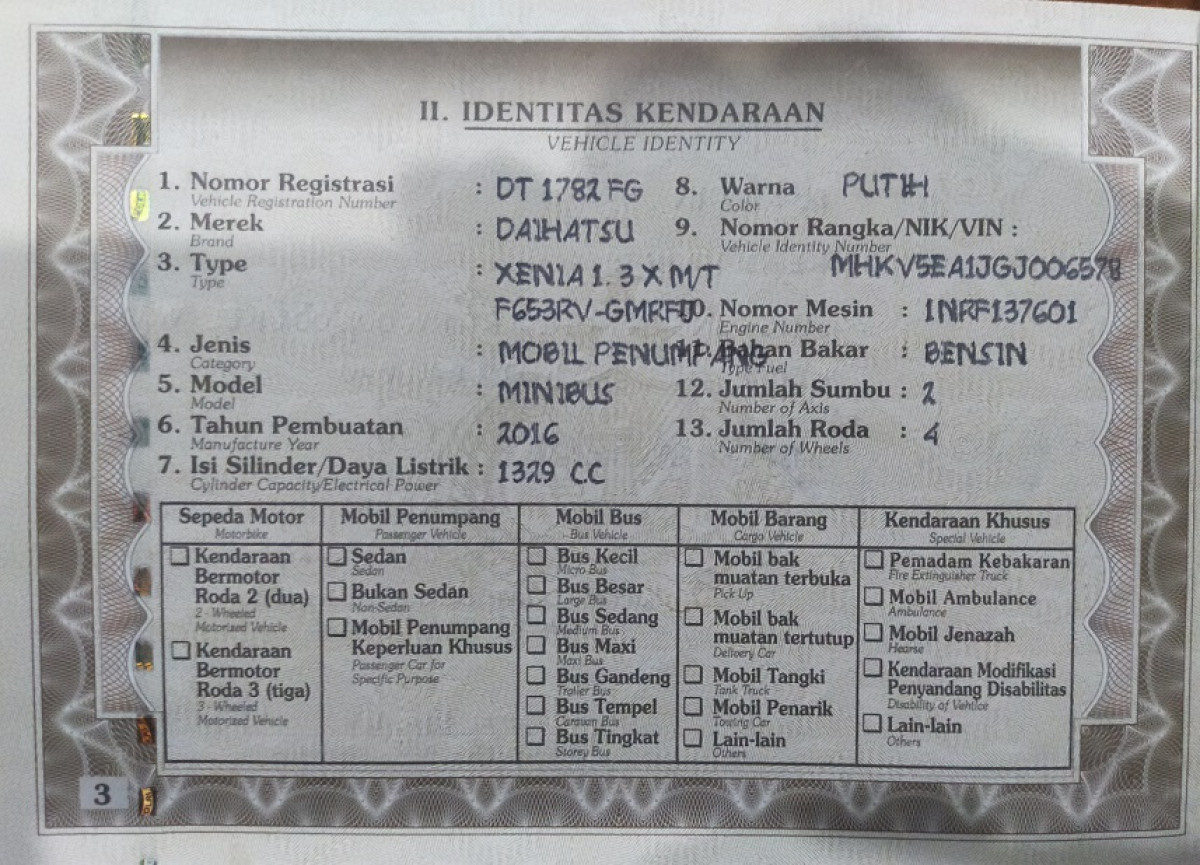 II. IDENTITAS KENDARAAN
VEHICLE IDENTITY
1. Nomor Registrasi : DT 1782 FG
Vehicle Registration Number
2. Merek : DAIHATSU
Brand
3. Type : XENIA 1.3 X M/T
Type
F653RV-GMRFJ
4. Jenis : MOBIL PENUMPANG
Category
5. Model : MINIBUS
Model
6. Tahun Pembuatan : 2016
Manufacture Year
7. Isi Silinder/Daya Listrik : 1329 CC
Cylinder Capacity/Electrical Power
8. Warna PUTIH
Color
9. Nomor Rangka/NIK/VIN :
Vehicle Identity Number
MHKV5EA1JGJ006578
10. Nomor Mesin : 1NRF137601
Engine Number
11. Bahan Bakar : BENSIN
Type Fuel
12. Jumlah Sumbu : 2
Number of Axis
13. Jumlah Roda : 4
Number of Wheels
Sepeda Motor
Motorbike
Kendaraan
Bermotor
Roda 2 (dua)
2 - Wheeled
Motorized Vehicle
Kendaraan
Bermotor
Roda 3 (tiga)
3 - Wheeled
Motorized Vehicle
Mobil Penumpang
Passenger Vehicle
Sedan
Sedan
Bukan Sedan
Non-Sedan
Mobil Penumpang
Keperluan Khusus
Passenger Car for
Specific Purpose
Mobil Bus
Bus Vehicle
Bus Kecil
Micro Bus
Bus Besar
Large Bus
Bus Sedang
Medium Bus
Bus Maxi
Maxi Bus
Bus Gandeng
Trailer Bus
Bus Tempel
Caravan Bus
Bus Tingkat
Storey Bus
Mobil Barang
Cargo Vehicle
Mobil bak
muatan terbuka
Pick Up
Mobil bak
muatan tertutup
Delivery Car
Mobil Tangki
Tank Truck
Mobil Penarik
Towing Car
Lain-lain
Others
Kendaraan Khusus
Special Vehicle
Pemadam Kebakaran
Fire Extinguisher Truck
Mobil Ambulance
Ambulance
Mobil Jenazah
Hearse
Kendaraan Modifikasi
Penyandang Disabilitas
Disability of Vehtice
Lain-lain
Others
3